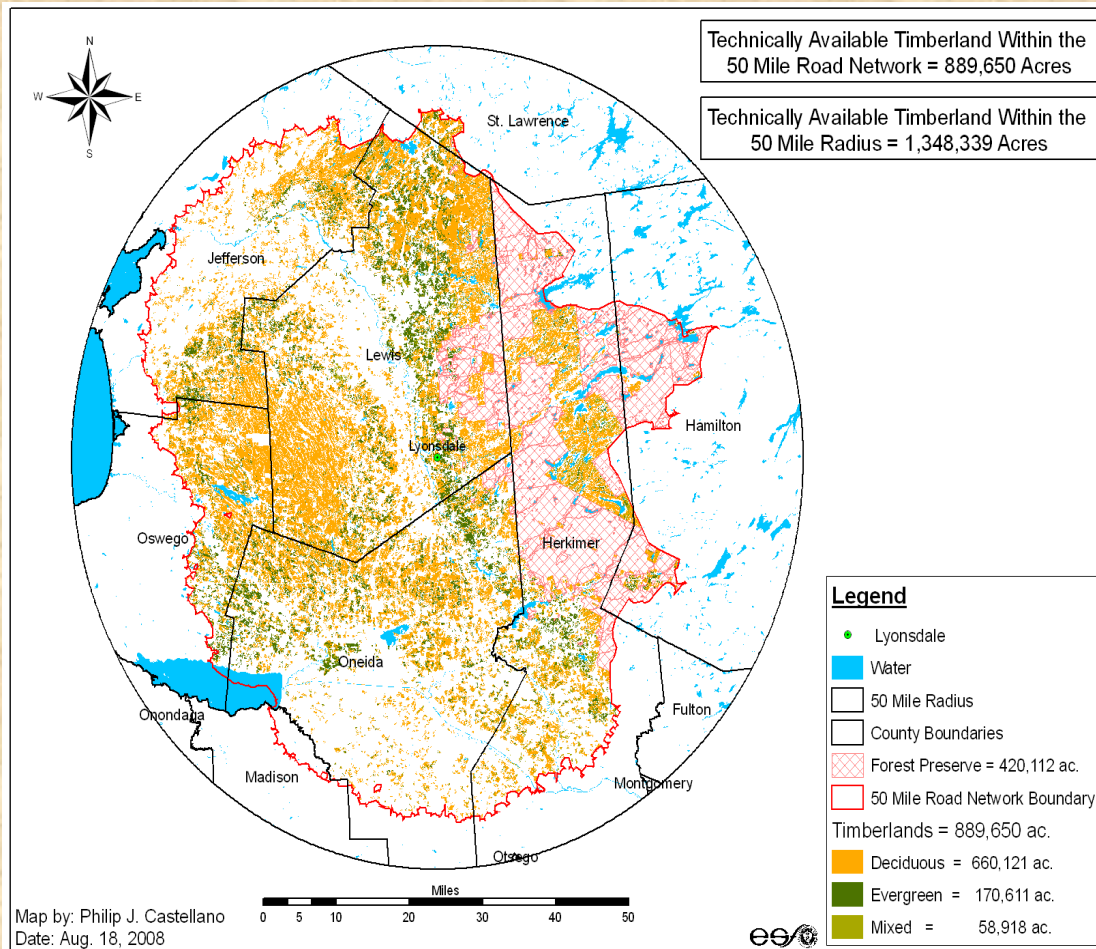 Technically Available Timberland Within the
50 Mile Road Network = 889,650 Acres
Technically Available Timberland Within the
50 Mile Radius = 1,348,339 Acres
N
W E
S
St. Lawrence
Jefferson
Lewis
Hamilton
Lyonsdale
Oswego
Herkimer
Oneida
Onondaga
Fulton
Madison
Montgomery
Otsego
Legend
Lyonsdale
Water
50 Mile Radius
County Boundaries
Forest Preserve = 420,112 ac.
50 Mile Road Network Boundary
Timberlands = 889,650 ac.
Deciduous = 660,121 ac.
Evergreen = 170,611 ac.
Mixed = 58,918 ac.
Miles
0 5 10 20 30 40 50
Map by: Philip J. Castellano
Date: Aug. 18, 2008
esf